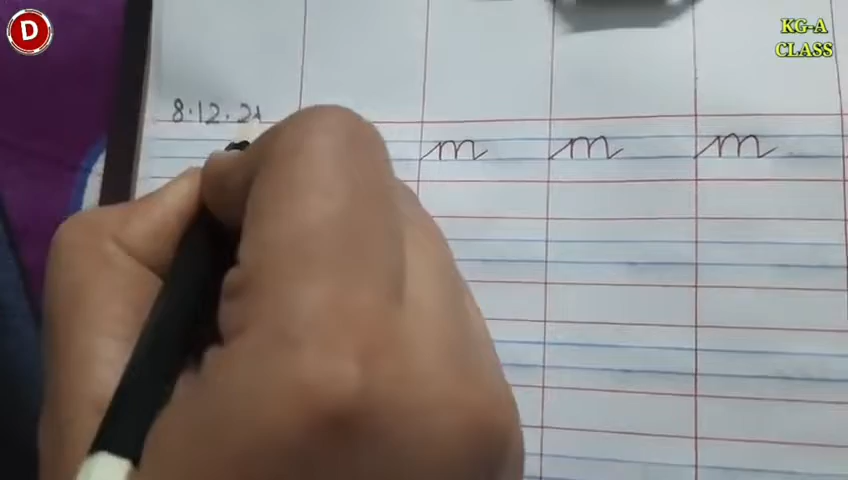 D
KG-A
CLASS
8.12.21
m m m